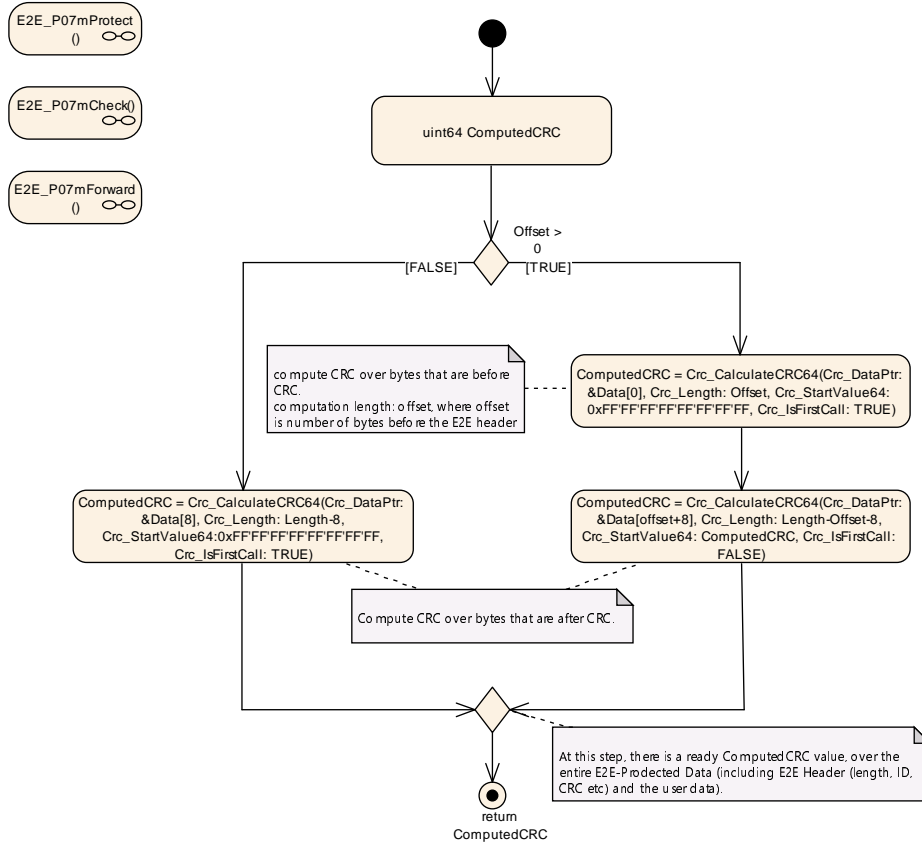 E2E_P07mProtect
()
E2E_P07mCheck()
E2E_P07mForward
()
uint64 ComputedCRC
Offset >
0
[FALSE]
[TRUE]
compute CRC over bytes that are before
CRC.
computation length: offset, where offset
is number of bytes before the E2E header
ComputedCRC = Crc_CalculateCRC64(Crc_DataPtr:
&Data[0], Crc_Length: Offset, Crc_StartValue64:
0xFF'FF'FF'FF'FF'FF'FF'FF, Crc_IsFirstCall: TRUE)
ComputedCRC = Crc_CalculateCRC64(Crc_DataPtr:
&Data[8], Crc_Length: Length-8,
Crc_StartValue64:0xFF'FF'FF'FF'FF'FF'FF'FF,
Crc_IsFirstCall: TRUE)
ComputedCRC = Crc_CalculateCRC64(Crc_DataPtr:
&Data[offset+8], Crc_Length: Length-Offset-8,
Crc_StartValue64: ComputedCRC, Crc_IsFirstCall:
FALSE)
Compute CRC over bytes that are after CRC.
At this step, there is a ready ComputedCRC value, over the
entire E2E-Prodected Data (including E2E Header (length, ID,
CRC etc) and the user data).
return
ComputedCRC